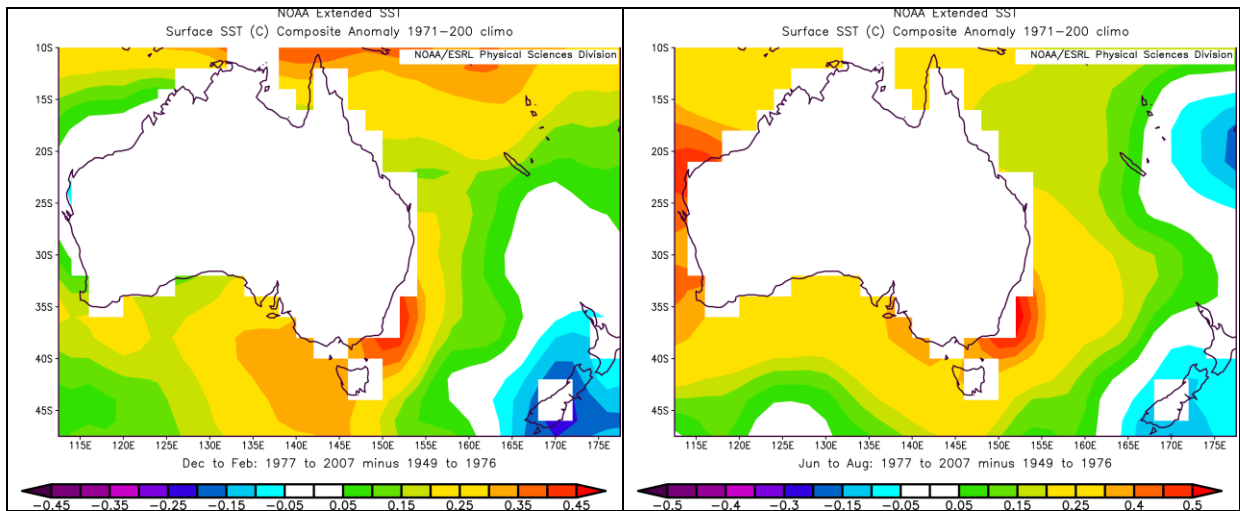 NOAA Extended SST
Surface SST (C) Composite Anomaly 1971-200 climo
NOAA/ESRL Physical Sciences Division
10S
15S
20S
25S
30S
35S
40S
45S
115E 120E 125E 130E 135E 140E 145E 150E 155E 160E 165E 170E 175E
Dec to Feb: 1977 to 2007 minus 1949 to 1976
-0.45 -0.35 -0.25 -0.15 -0.05 0.05 0.15 0.25 0.35 0.45
NOAA Extended SST
Surface SST (C) Composite Anomaly 1971-200 climo
NOAA/ESRL Physical Sciences Division
10S
15S
20S
25S
30S
35S
40S
45S
115E 120E 125E 130E 135E 140E 145E 150E 155E 160E 165E 170E 175E
Jun to Aug: 1977 to 2007 minus 1949 to 1976
-0.5 -0.4 -0.3 -0.15 -0.05 0.05 0.15 0.25 0.4 0.5